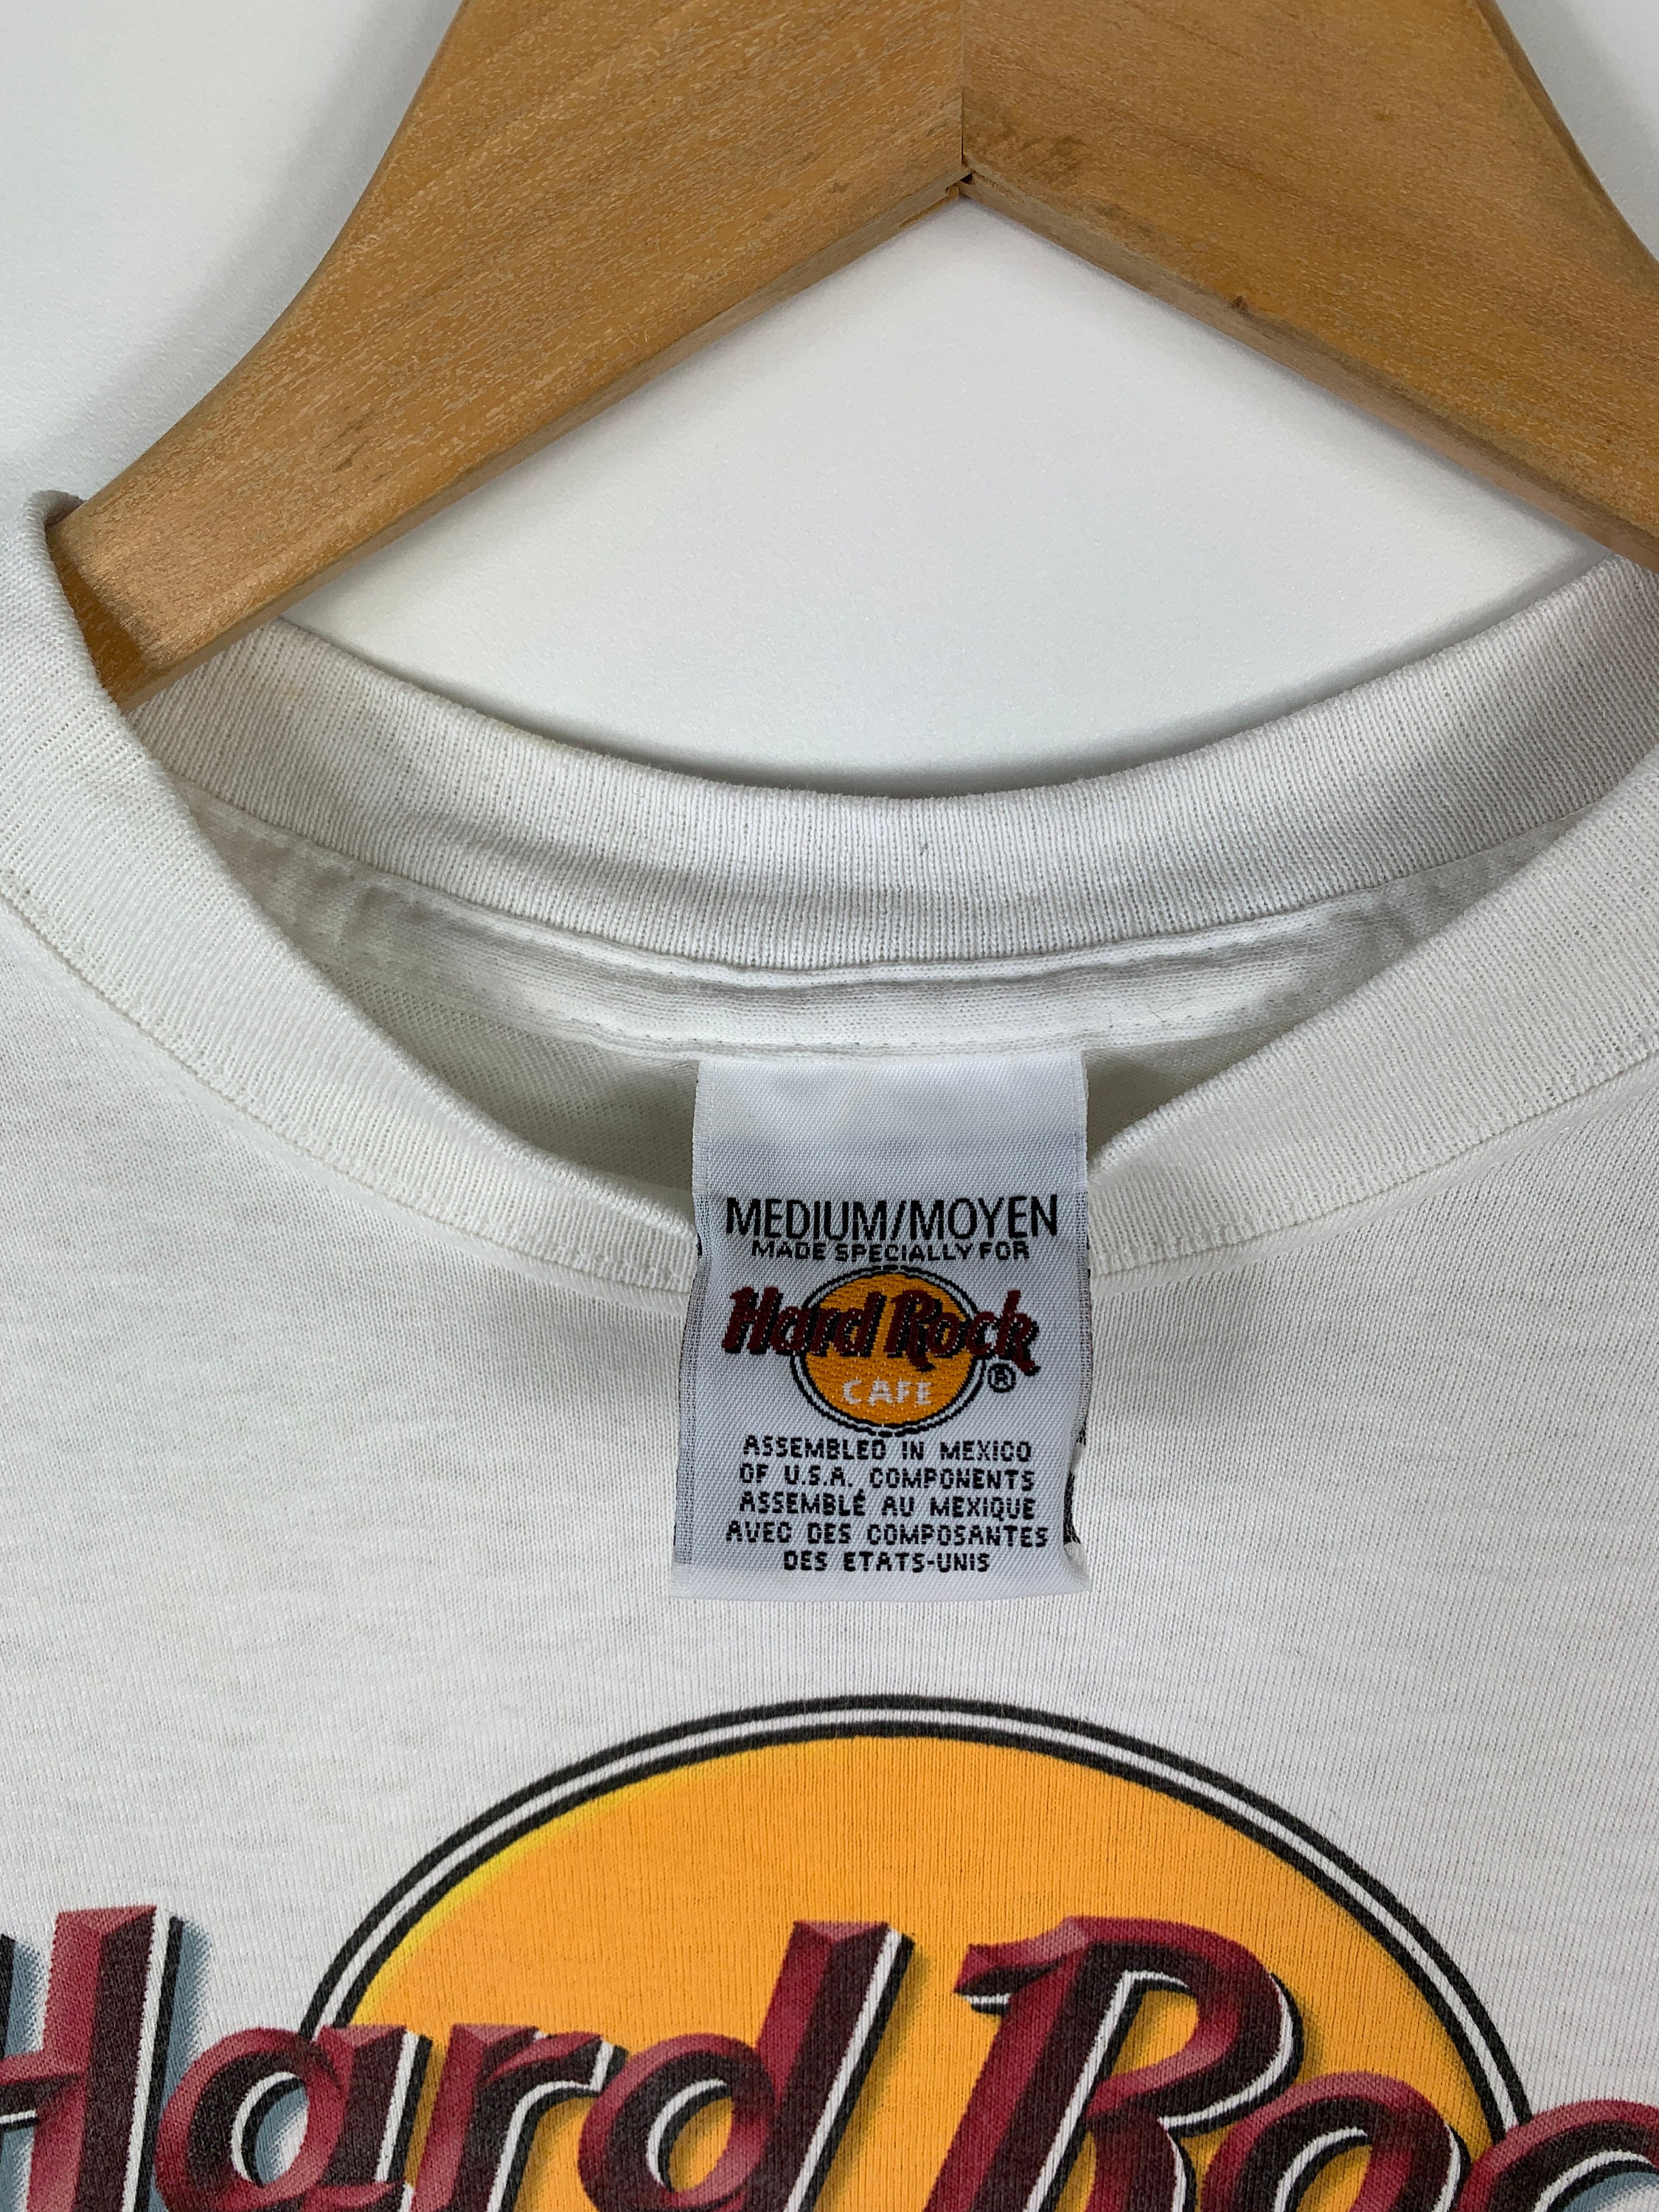 MEDIUM/MOYEN
MADE SPECIALLY FOR
Hard Rock
CAFE ®
ASSEMBLED IN MEXICO
OF U.S.A. COMPONENTS
ASSEMBLÉ AU MEXIQUE
AVEC DES COMPOSANTES
DES ETATS-UNIS
Hard Roc